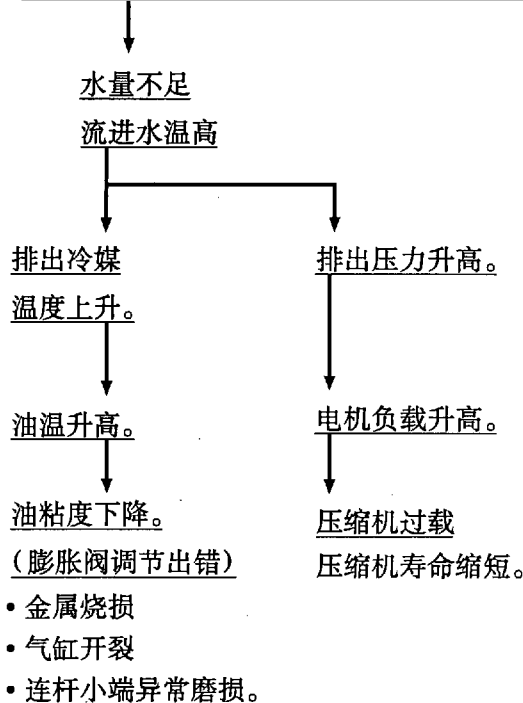 水量不足
流进水温高
排出冷媒
温度上升。
油温升高。
油粘度下降。
(膨胀阀调节出错)
• 金属烧损
• 气缸开裂
• 连杆小端异常磨损。
排出压力升高。
电机负载升高。
压缩机过载
压缩机寿命缩短。